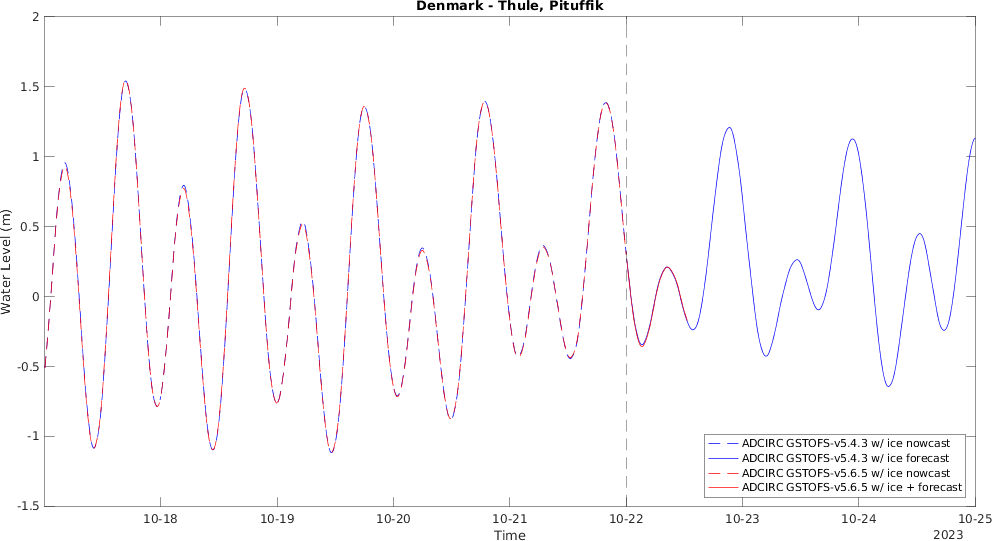 Denmark - Thule, Pituffik
2
1.5
1
0.5
0
-0.5
-1
-1.5
Water Level (m)
10-18
10-19
10-20
10-21
10-22
10-23
10-24
10-25
Time
2023
ADCIRC GSTOFS-v5.4.3 w/ ice nowcast
ADCIRC GSTOFS-v5.4.3 w/ ice forecast
ADCIRC GSTOFS-v5.6.5 w/ ice nowcast
ADCIRC GSTOFS-v5.6.5 w/ ice + forecast